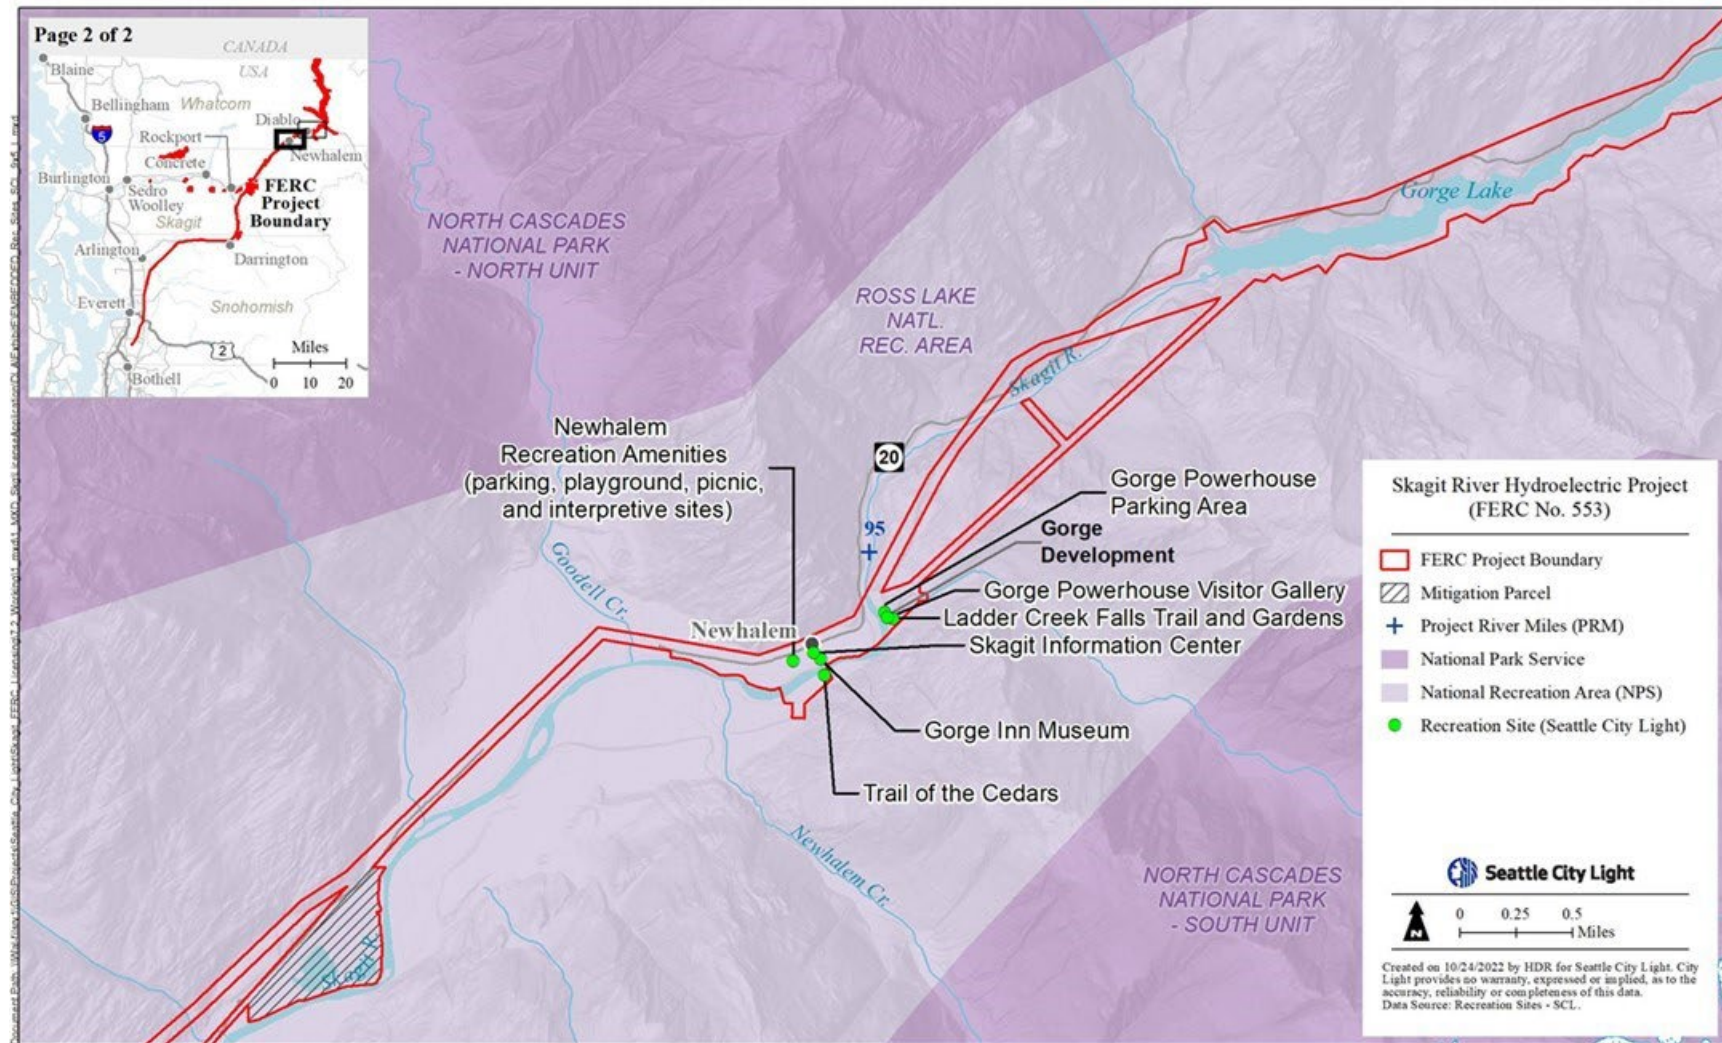 Page 2 of 2
CANADA
USA
Blaine
Bellingham
Whatcom
5
Diablo
Rockport
Newhalem
Concrete
Burlington
Sedro
Woolley
FERC
Project
Boundary
Skagit
Arlington
Darrington
Everett
Snohomish
Miles
2
0 10 20
Bothell
NORTH CASCADES
NATIONAL PARK
- NORTH UNIT
ROSS LAKE
NATL.
REC. AREA
Gorge Lake
Skagit R.
Newhalem
Recreation Amenities
(parking, playground, picnic,
and interpretive sites)
20
Gorge Powerhouse
Parking Area
95
Gorge
Development
Goodell Cr.
Gorge Powerhouse Visitor Gallery
Ladder Creek Falls Trail and Gardens
Newhalem
Skagit Information Center
Gorge Inn Museum
Trail of the Cedars
Newhalem Cr.
NORTH CASCADES
NATIONAL PARK
- SOUTH UNIT
Skagit R.
Skagit River Hydroelectric Project
(FERC No. 553)
FERC Project Boundary
Mitigation Parcel
Project River Miles (PRM)
National Park Service
National Recreation Area (NPS)
Recreation Site (Seattle City Light)
Seattle City Light
N
0 0.25 0.5
Miles
Created on 10/24/2022 by HDR for Seattle City Light. City
Light provides no warranty, expressed or implied, as to the
accuracy, reliability or completeness of this data.
Data Source: Recreation Sites - SCL.